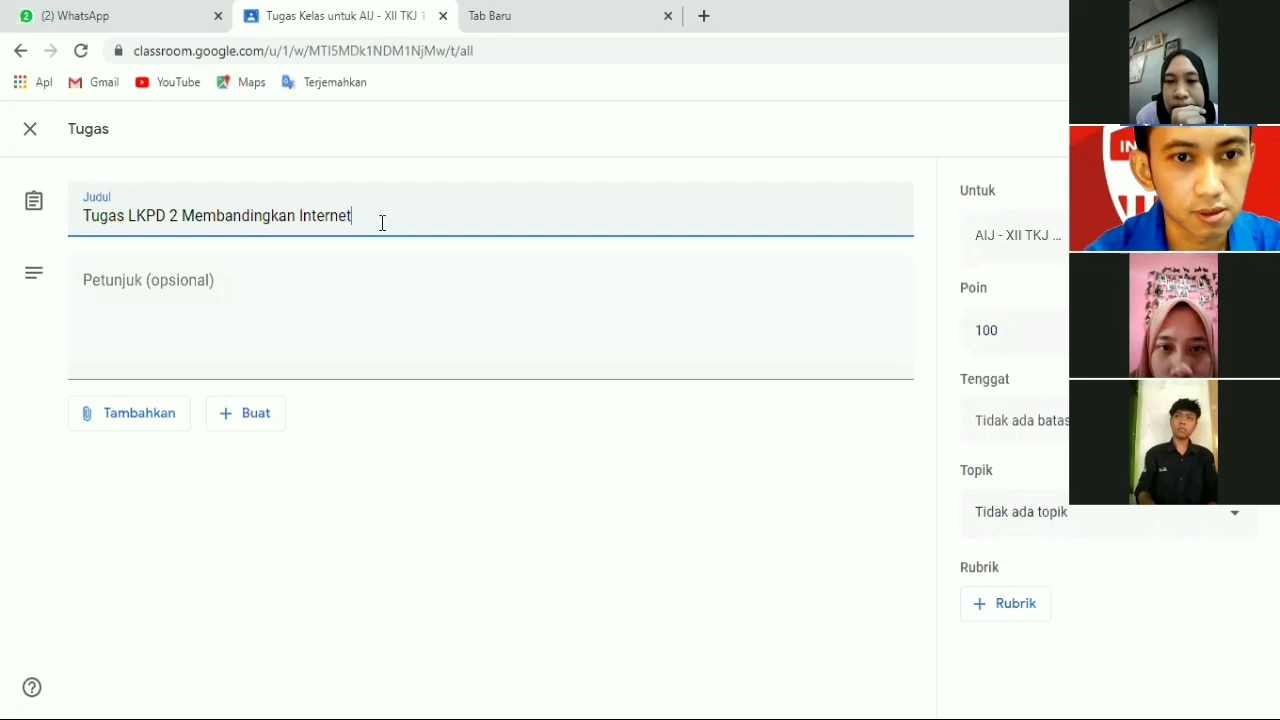 (2) WhatsApp
Tugas Kelas untuk AIJ - XII TKJ 1
Tab Baru
classroom.google.com/u/1/w/MTI5MDk1NDM1NjMw/t/all
Apl
Gmail
YouTube
Maps
Terjemahkan
Tugas
Judul
Tugas LKPD 2 Membandingkan Internet
Petunjuk (opsional)
Tambahkan
Buat
Untuk
AIJ - XII TKJ ...
Poin
100
Tenggat
Tidak ada batas
Topik
Tidak ada topik
Rubrik
Rubrik
IN